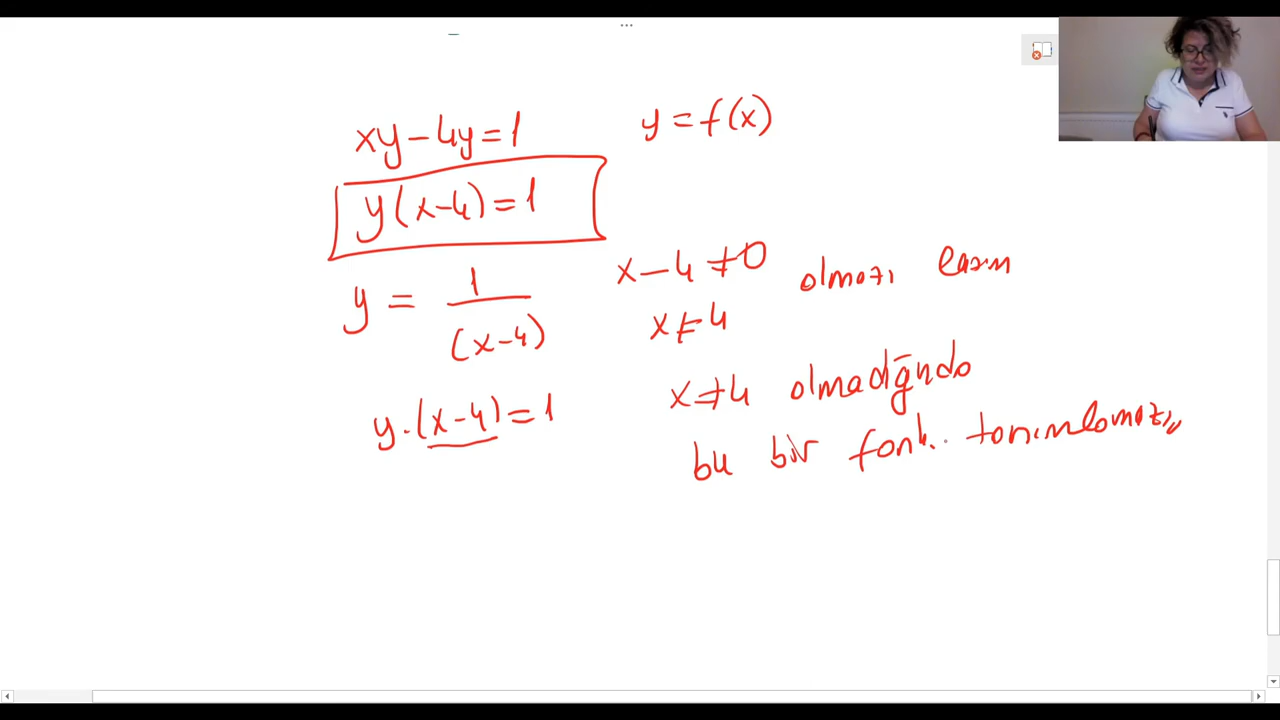 xy-4y=1
y=f(x)
y(x-4)=1
y = 1/(x-4)
x-4≠0 olması lazım
x≠4
y.(x-4)=1
x≠4 olmadığında
bu bir fonk. tanımlamaz